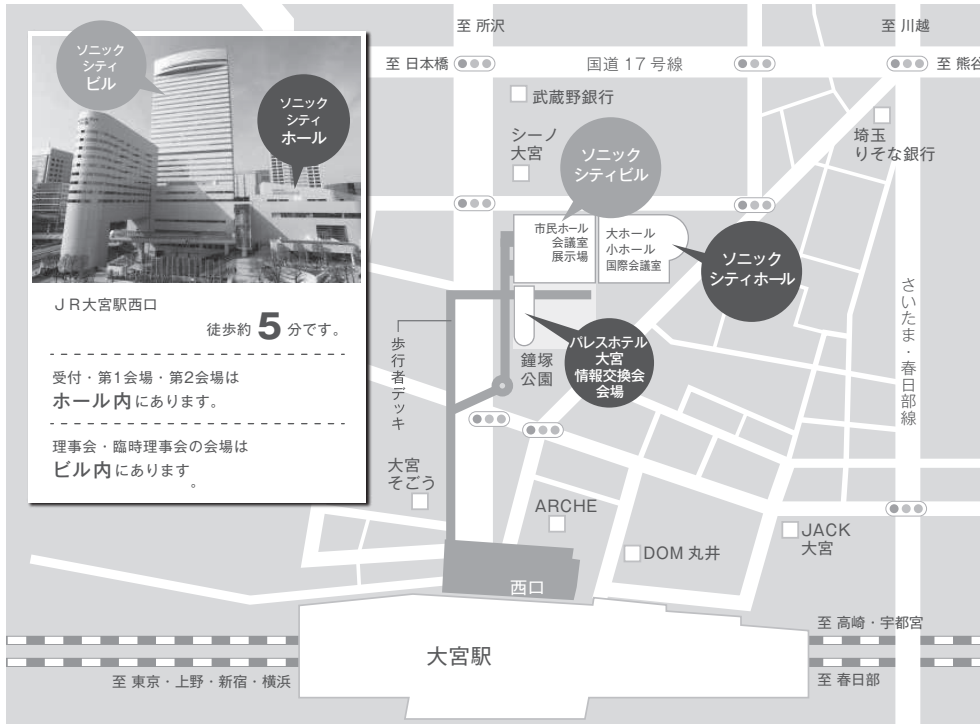 至 所沢
至 川越
至 日本橋
国道 17 号線
至 熊谷
ソニック
シティ
ビル
ソニック
シティ
ホール
ＪＲ大宮駅西口
徒歩約 5 分です。
受付・第1会場・第2会場は
ホール内にあります。
理事会・臨時理事会の会場は
ビル内にあります
。
武蔵野銀行
シーノ
大宮
埼玉
りそな銀行
ソニック
シティビル
市民ホール
会議室
展示場
大ホール
小ホール
国際会議室
ソニック
シティホール
さいたま・春日部線
歩行者デッキ
鐘塚
公園
パレスホテル
大宮
情報交換会
会場
大宮
そごう
ARCHE
DOM 丸井
JACK
大宮
西口
大宮駅
至 高崎・宇都宮
至 東京・上野・新宿・横浜
至 春日部